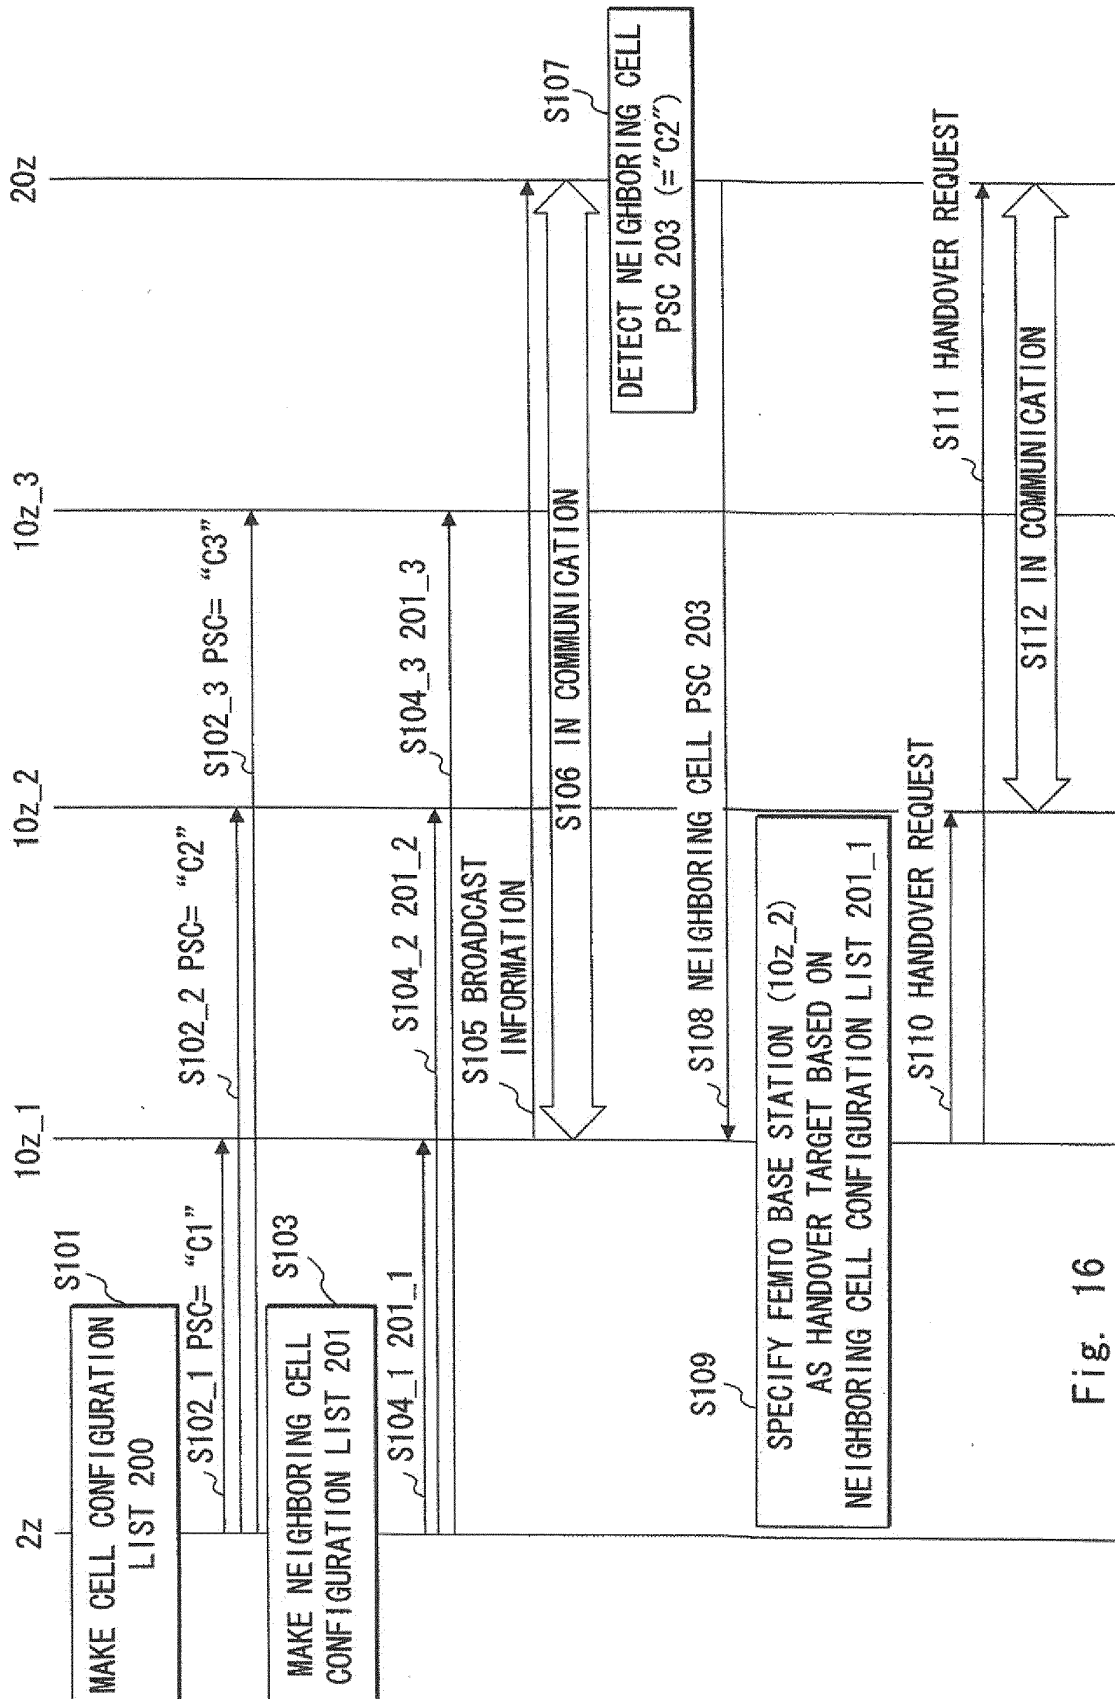 2z
10z_1
10z_2
10z_3
20z
MAKE CELL CONFIGURATION
LIST 200
S101
S102_1 PSC= “C1”
S102_2 PSC= “C2”
S102_3 PSC= “C3”
MAKE NEIGHBORING CELL
CONFIGURATION LIST 201
S103
S104_1 201_1
S104_2 201_2
S104_3 201_3
S105 BROADCAST
INFORMATION
S106 IN COMMUNICATION
S107
DETECT NEIGHBORING CELL
PSC 203 (=“C2”)
S108 NEIGHBORING CELL PSC 203
S109
SPECIFY FEMTO BASE STATION (10z_2)
AS HANDOVER TARGET BASED ON
NEIGHBORING CELL CONFIGURATION LIST 201_1
S110 HANDOVER REQUEST
S111 HANDOVER REQUEST
S112 IN COMMUNICATION
Fig. 16